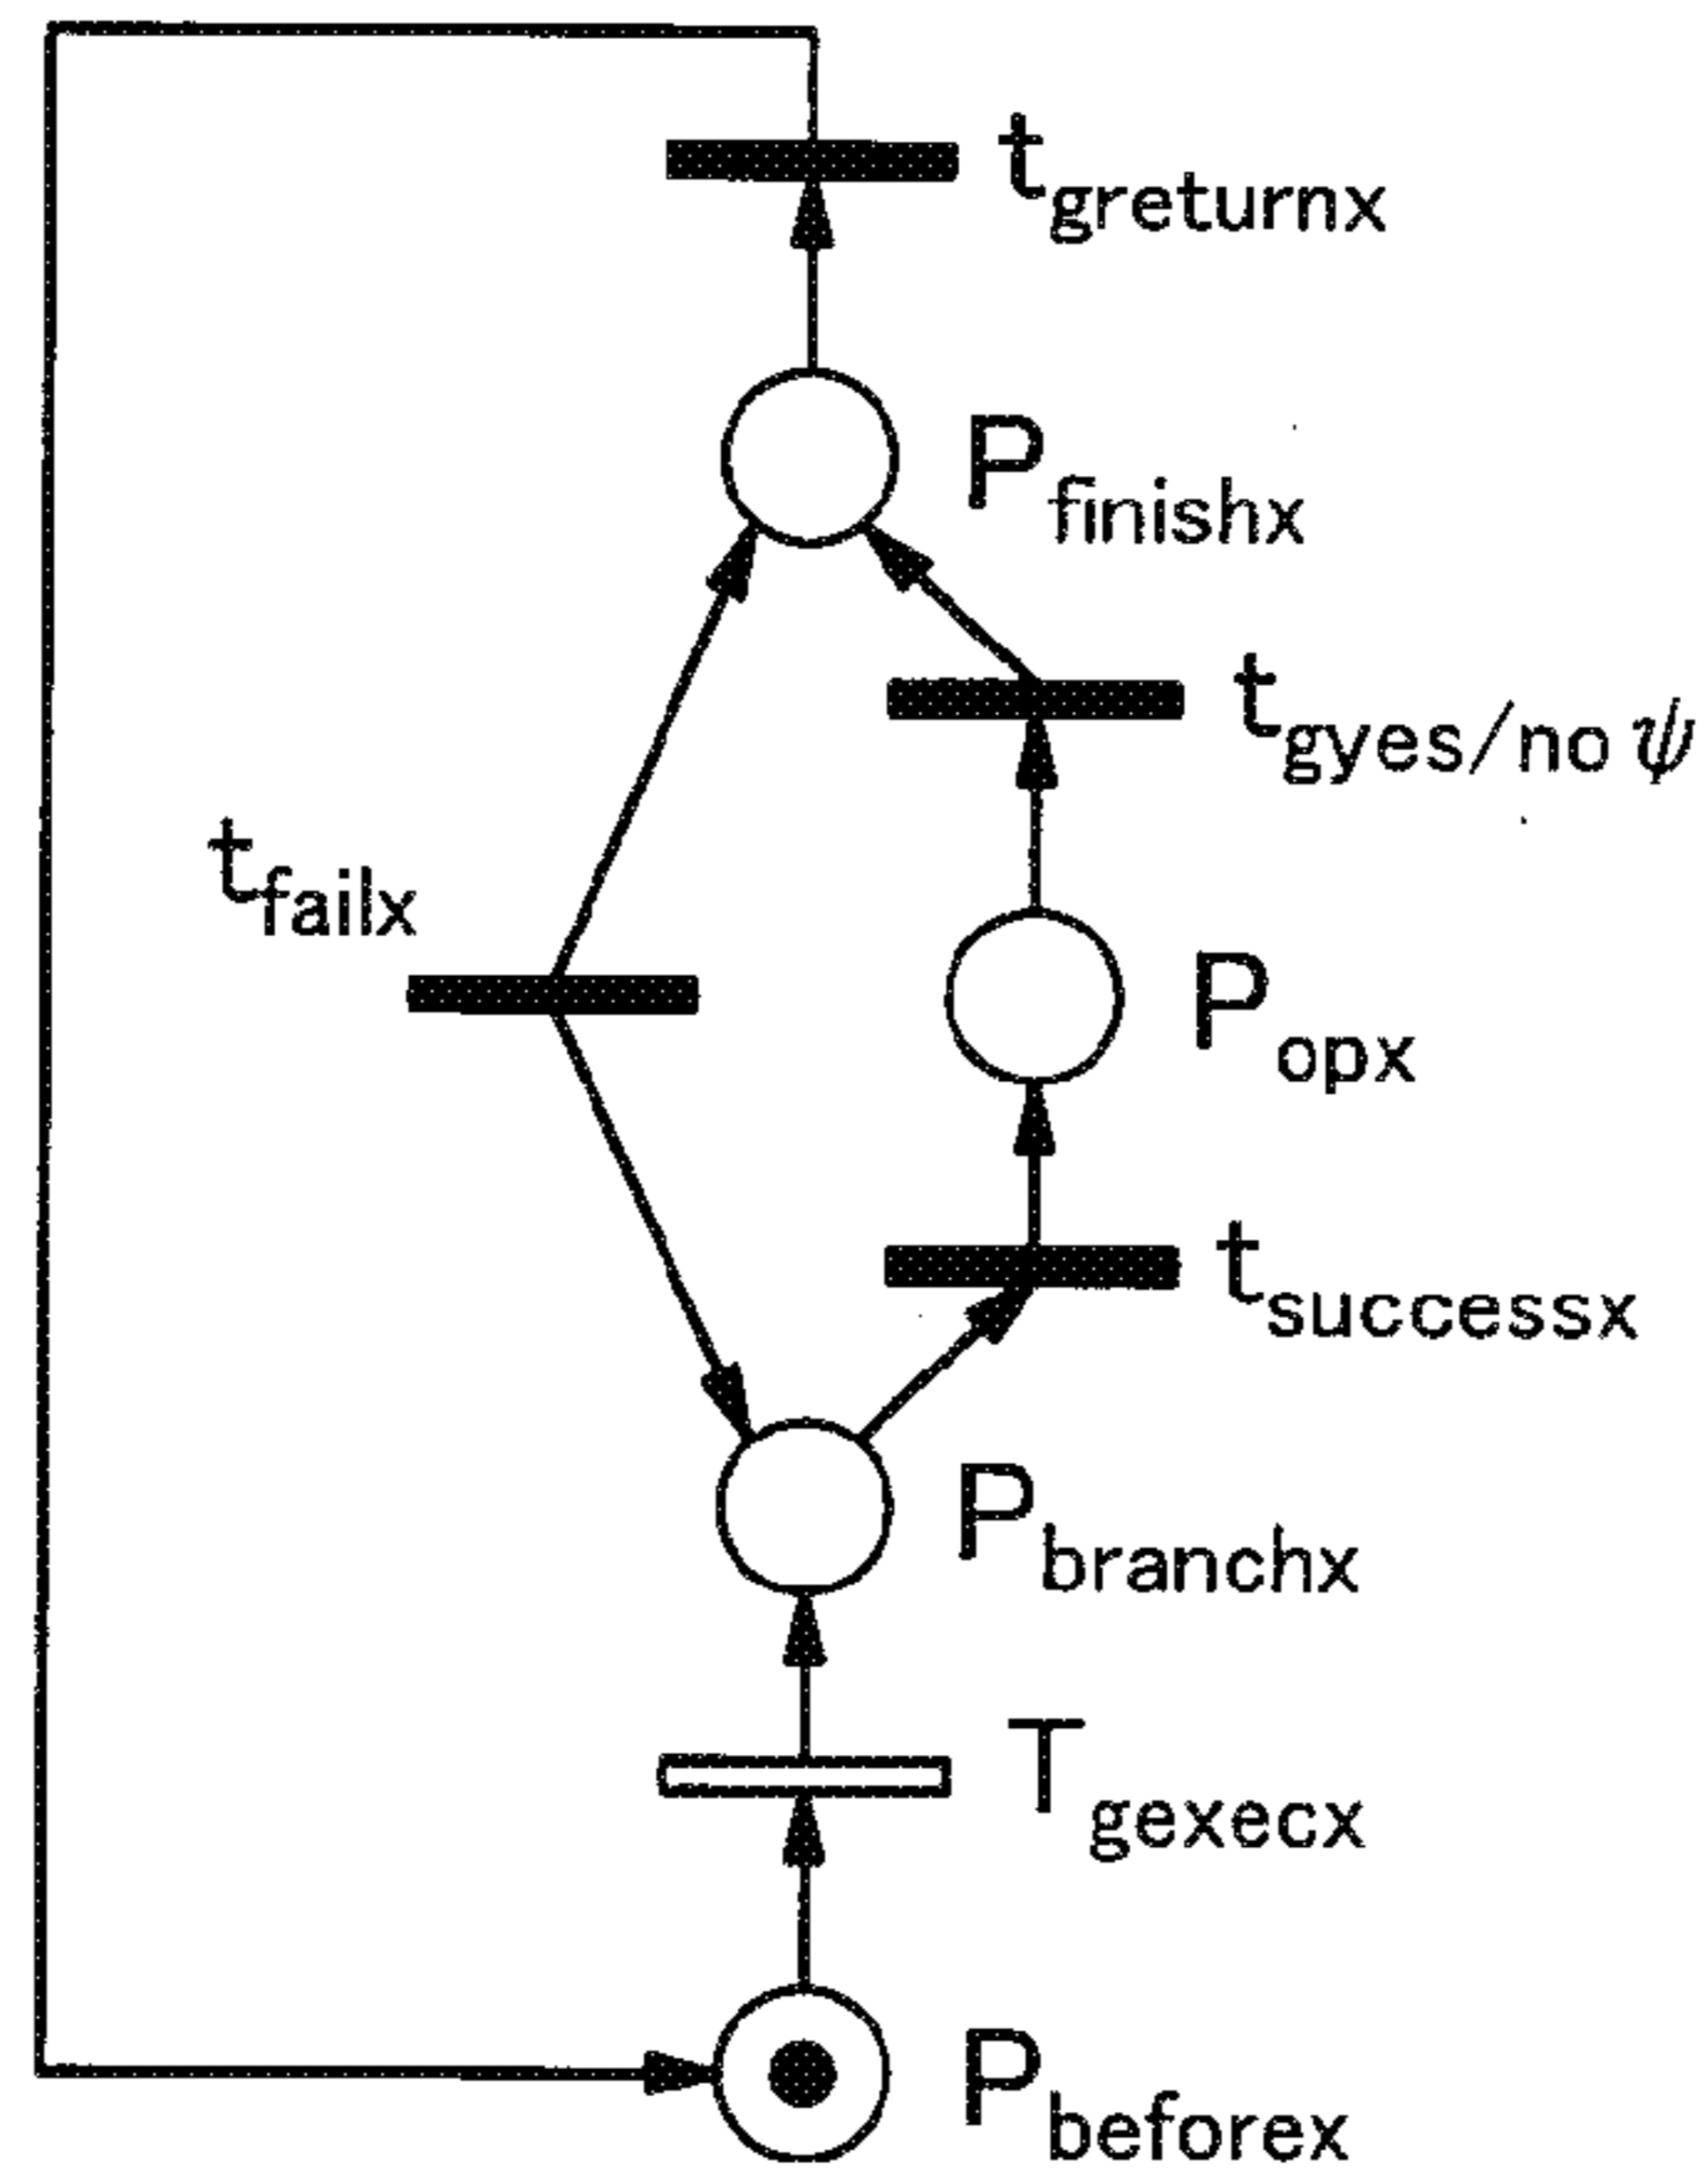 tgreturnx
Pfinishx
tgyes/no ψ
tfailx
Popx
tsuccessx
Pbranchx
Tgexecx
Pbeforex